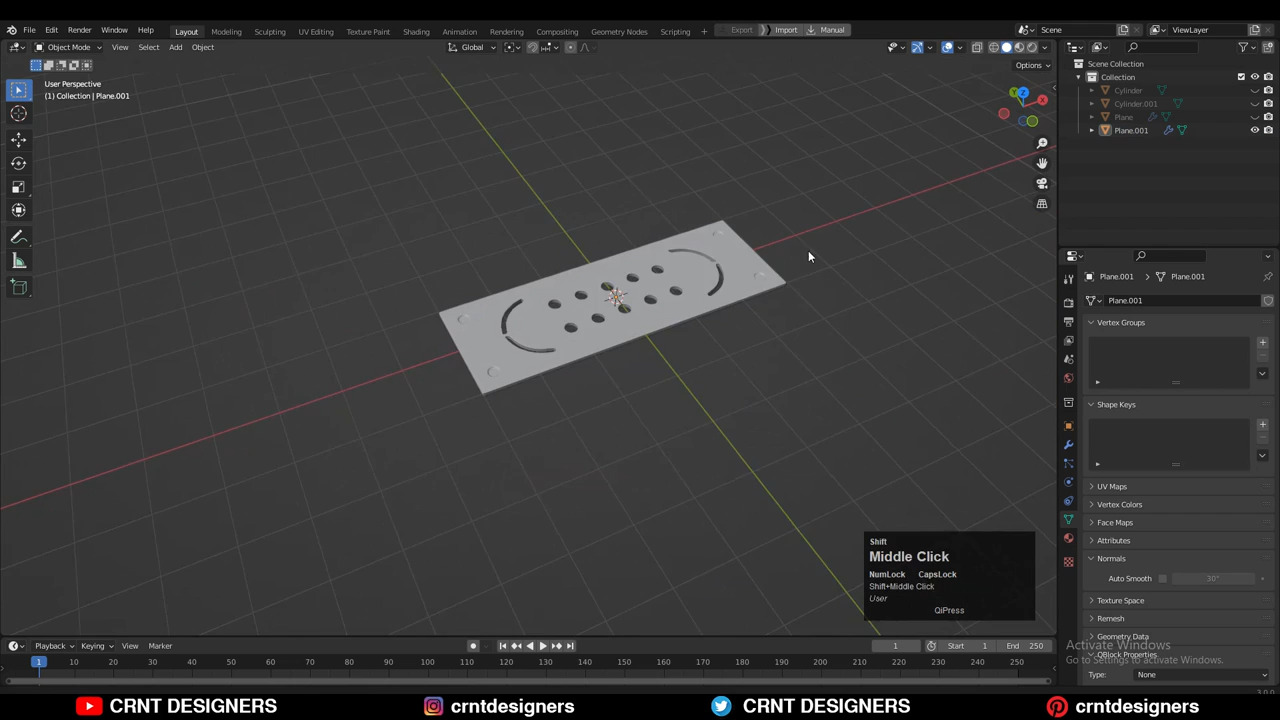 File Edit Render Window Help Layout Modeling Sculpting UV Editing Texture Paint Shading Animation Rendering Compositing Geometry Nodes Scripting Export Import Manual Scene ViewLayer
Object Mode View Select Add Object Global
Options
User Perspective
(1) Collection | Plane.001
Scene Collection
Collection
Cylinder
Cylinder.001
Plane
Plane.001
Plane.001 Plane.001
Plane.001
Vertex Groups
Shape Keys
UV Maps
Vertex Colors
Face Maps
Attributes
Normals
Auto Smooth 30°
Texture Space
Remesh
Geometry Data
QBlock Properties
Type: None
Shift
Middle Click
NumLock CapsLock
Shift+Middle Click
User
QiPress
Activate Windows
Go to Settings to activate Windows.
Playback Keying View Marker 1 Start 1 End 250
1 10 20 30 40 50 60 70 80 90 100 110 120 130 140 150 160 170 180 190 200 210 220 230 240 250
3.0.0
CRNT DESIGNERS crntdesigners CRNT DESIGNERS crntdesigners